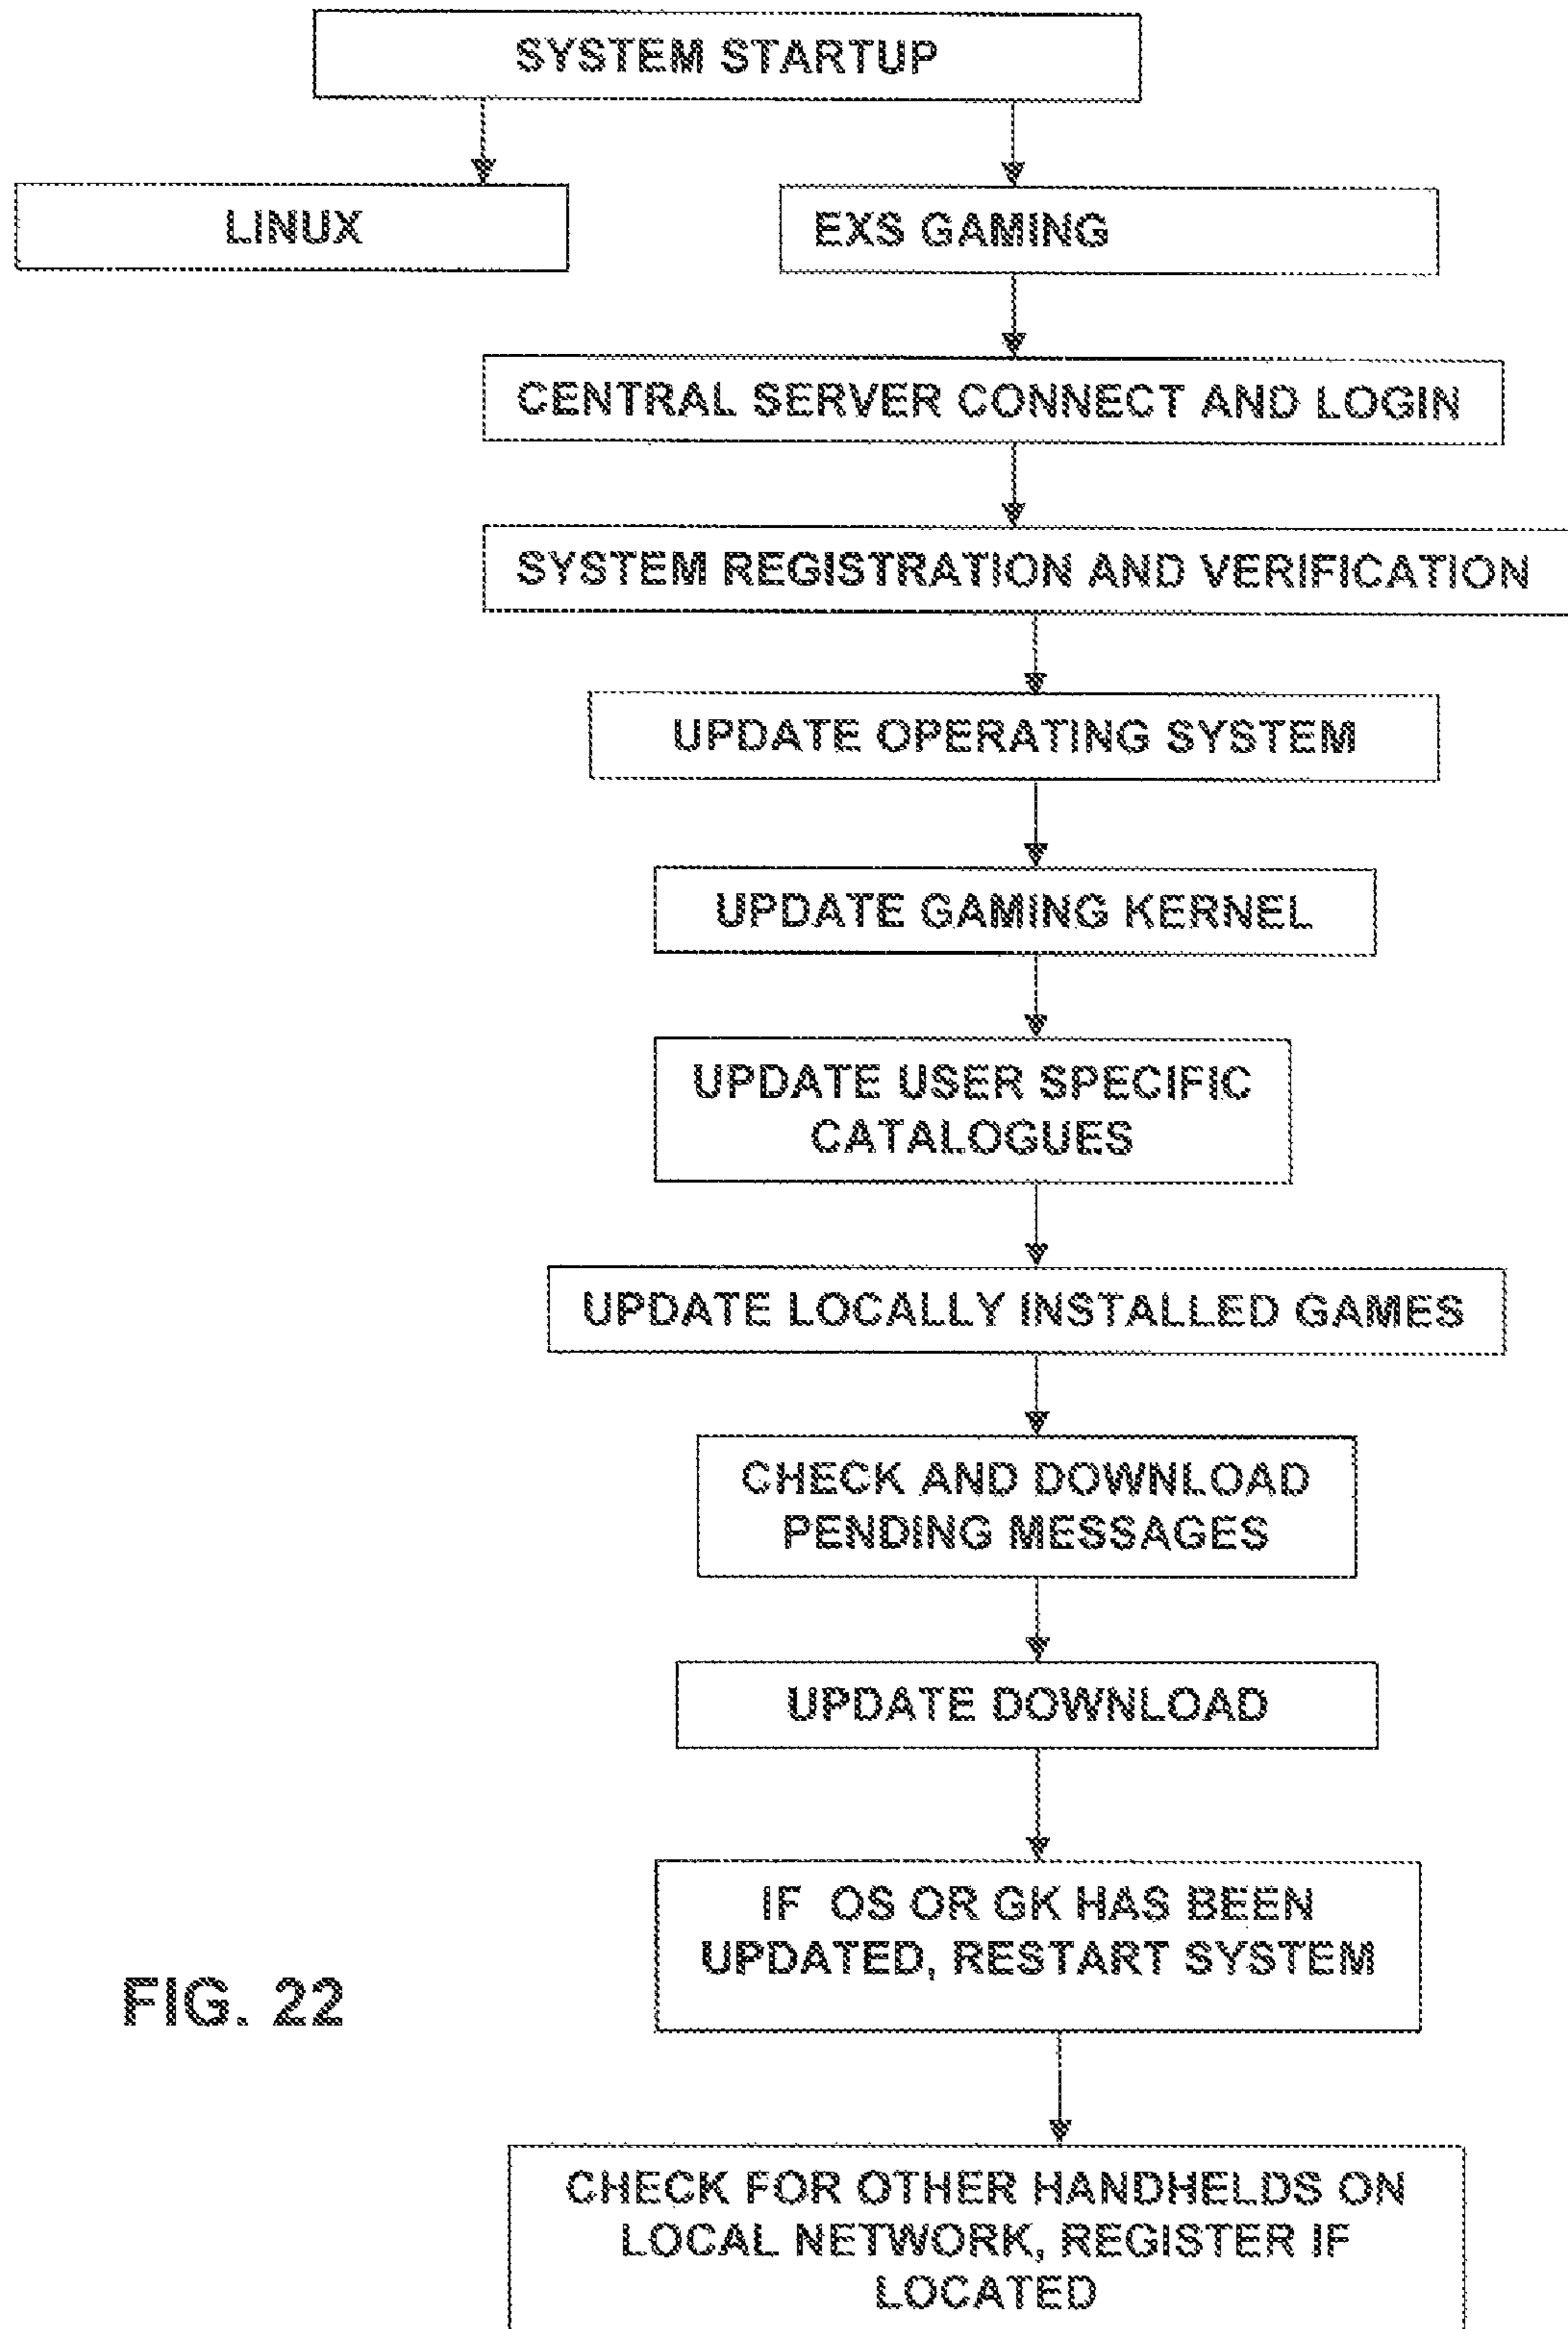 SYSTEM STARTUP
LINUX
EXS GAMING
CENTRAL SERVER CONNECT AND LOGIN
SYSTEM REGISTRATION AND VERIFICATION
UPDATE OPERATING SYSTEM
UPDATE GAMING KERNEL
UPDATE USER SPECIFIC
CATALOGUES
UPDATE LOCALLY INSTALLED GAMES
CHECK AND DOWNLOAD
PENDING MESSAGES
UPDATE DOWNLOAD
IF OS OR GK HAS BEEN
UPDATED, RESTART SYSTEM
FIG. 22
CHECK FOR OTHER HANDHELDS ON
LOCAL NETWORK, REGISTER IF
LOCATED